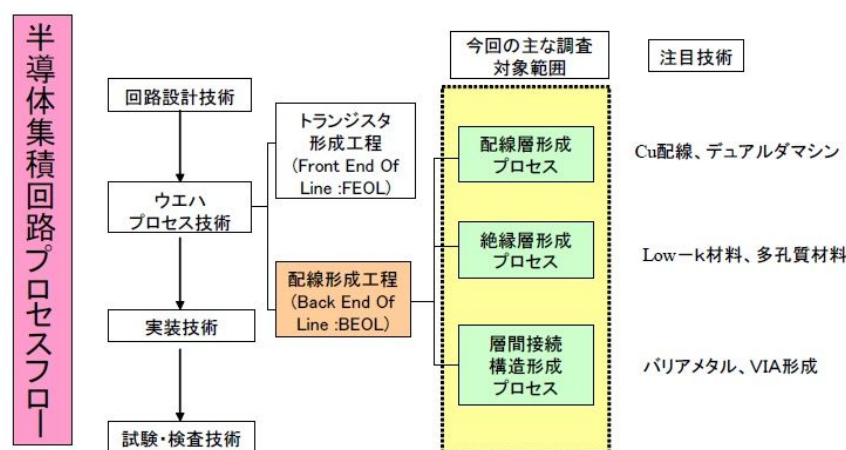 半導体集積回路プロセスフロー
今回の主な調査
対象範囲
注目技術
回路設計技術
トランジスタ
形成工程
(Front End Of
Line :FEOL)
配線層形成
プロセス
Cu配線、デュアルダマシン
ウエハ
プロセス技術
絶縁層形成
プロセス
Low－k材料、多孔質材料
配線形成工程
(Back End Of
Line :BEOL)
実装技術
層間接続
構造形成
プロセス
バリアメタル、VIA形成
試験・検査技術